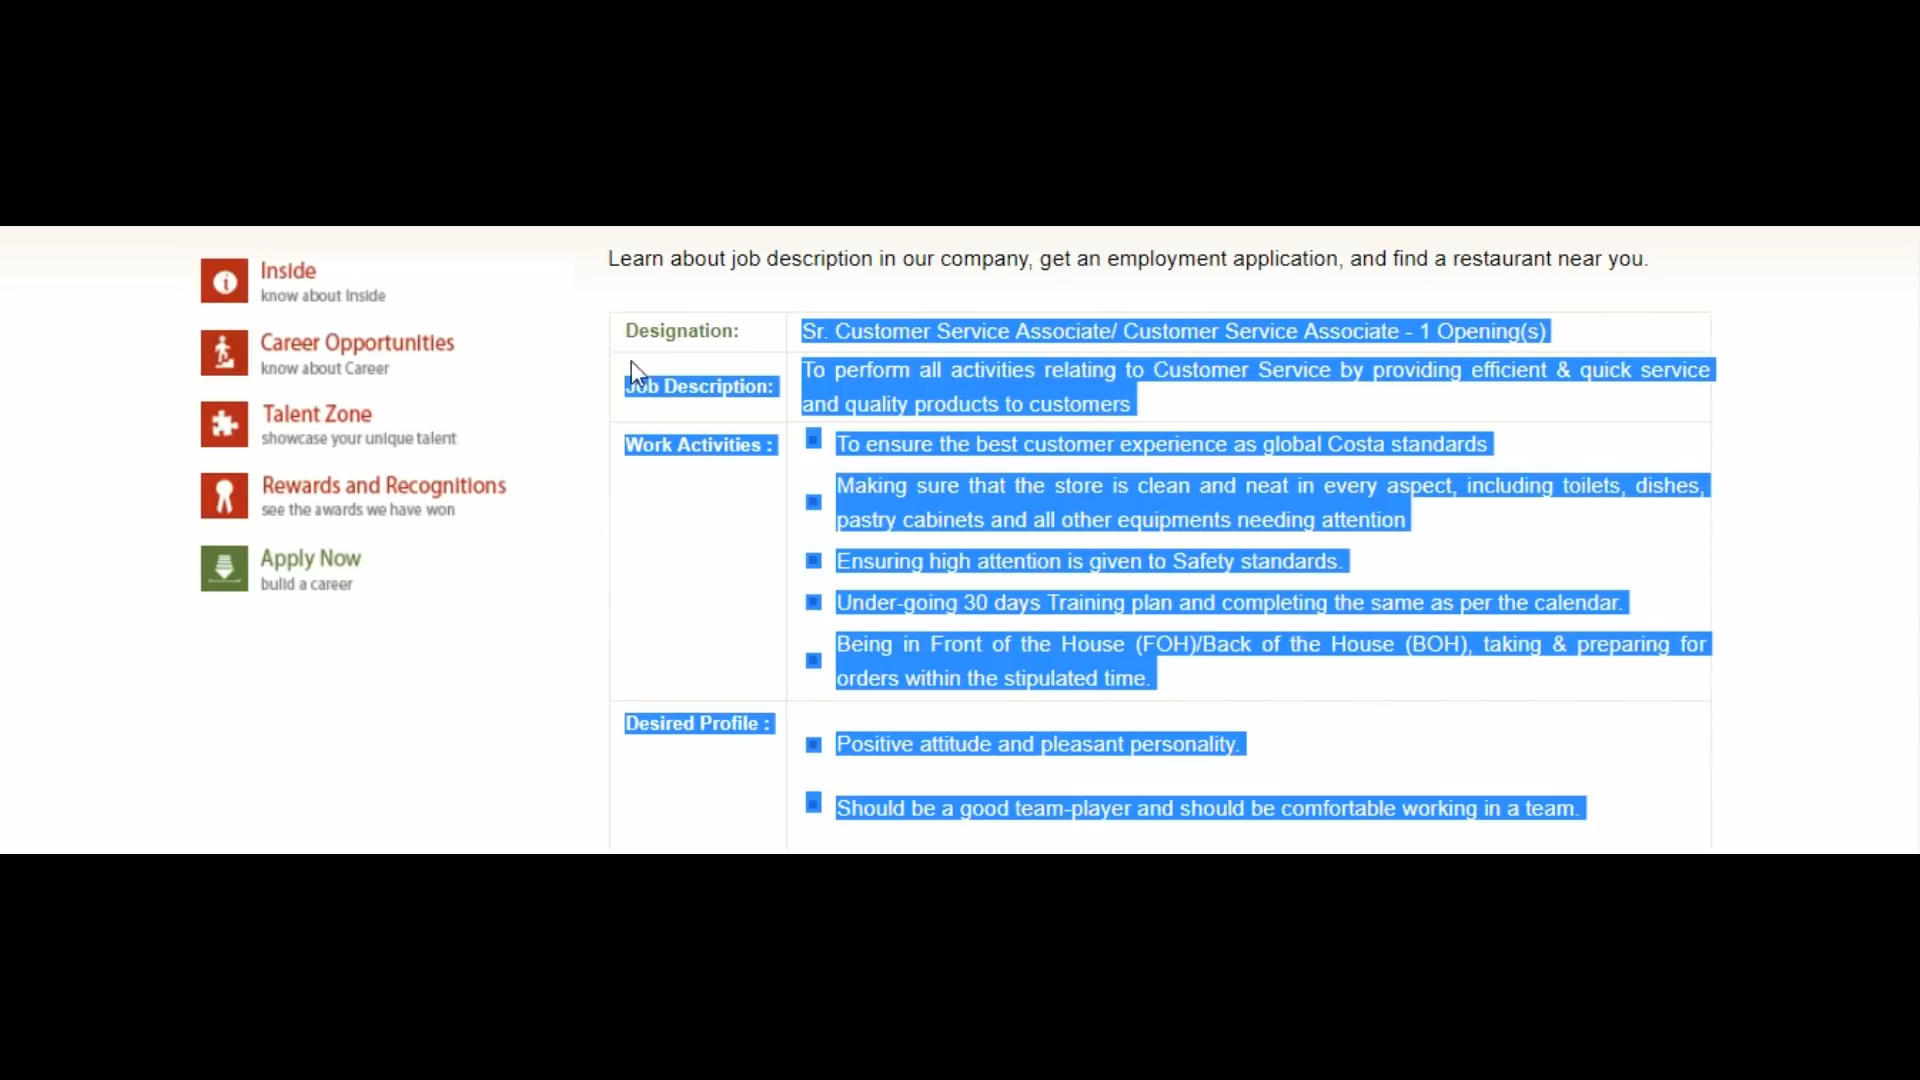 Inside
know about Inside
Career Opportunities
know about Career
Talent Zone
showcase your unique talent
Rewards and Recognitions
see the awards we have won
Apply Now
build a career
Learn about job description in our company, get an employment application, and find a restaurant near you.
Designation:
Sr. Customer Service Associate/ Customer Service Associate - 1 Opening(s)
Job Description:
To perform all activities relating to Customer Service by providing efficient & quick service
and quality products to customers
Work Activities :
To ensure the best customer experience as global Costa standards
Making sure that the store is clean and neat in every aspect, including toilets, dishes,
pastry cabinets and all other equipments needing attention
Ensuring high attention is given to Safety standards.
Under-going 30 days Training plan and completing the same as per the calendar.
Being in Front of the House (FOH)/Back of the House (BOH), taking & preparing for
orders within the stipulated time.
Desired Profile :
Positive attitude and pleasant personality.
Should be a good team-player and should be comfortable working in a team.